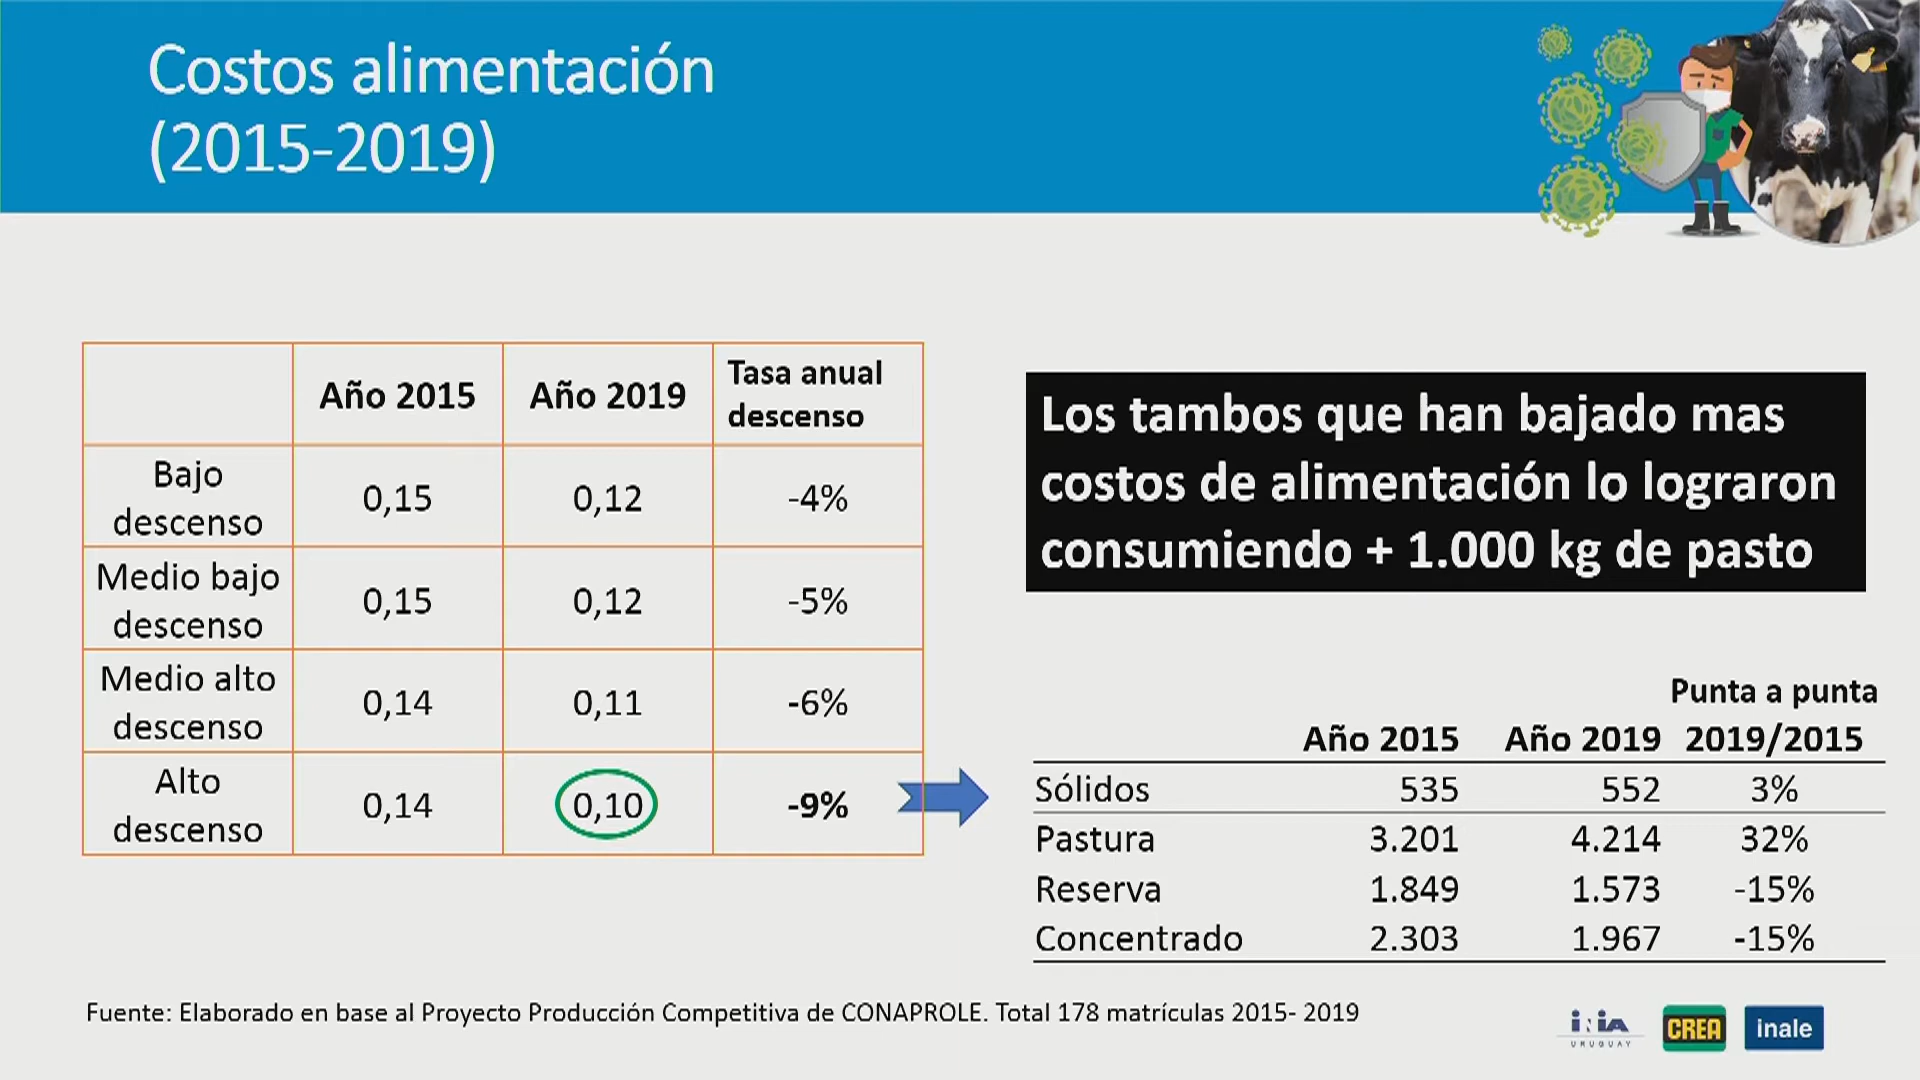 Costos alimentación
(2015-2019)
Año 2015 Año 2019 Tasa anual
descenso
Bajo
descenso 0,15 0,12 -4%
Medio bajo
descenso 0,15 0,12 -5%
Medio alto
descenso 0,14 0,11 -6%
Alto
descenso 0,14 0,10 -9%
Los tambos que han bajado mas
costos de alimentación lo lograron
consumiendo + 1.000 kg de pasto
Punta a punta
Año 2015 Año 2019 2019/2015
Sólidos 535 552 3%
Pastura 3.201 4.214 32%
Reserva 1.849 1.573 -15%
Concentrado 2.303 1.967 -15%
Fuente: Elaborado en base al Proyecto Producción Competitiva de CONAPROLE. Total 178 matrículas 2015- 2019
inia
URUGUAY
CREA
inale